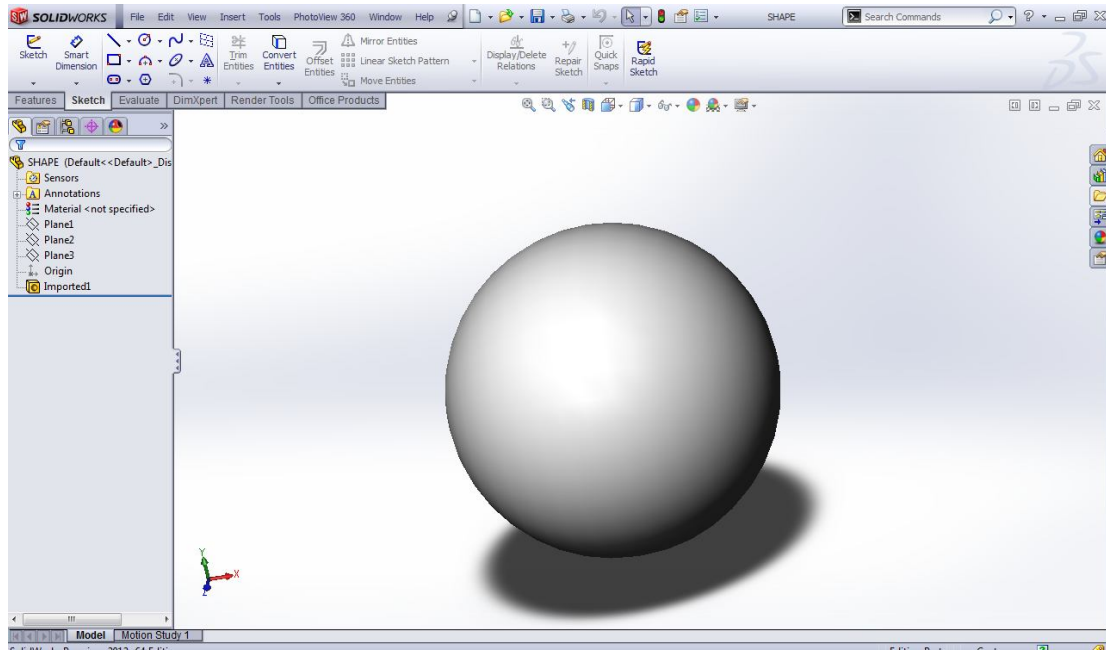 SW SOLIDWORKS File Edit View Insert Tools PhotoView 360 Window Help SHAPE Search Commands
Sketch Smart Dimension Trim Entities Convert Entities Offset Entities Mirror Entities Linear Sketch Pattern Move Entities Display/Delete Relations Repair Sketch Quick Snaps Rapid Sketch
Features Sketch Evaluate DimXpert Render Tools Office Products
SHAPE (Default<<Default>_Dis
Sensors
A Annotations
Material <not specified>
Plane1
Plane2
Plane3
Origin
Imported1
Y
X
Z
Model Motion Study 1